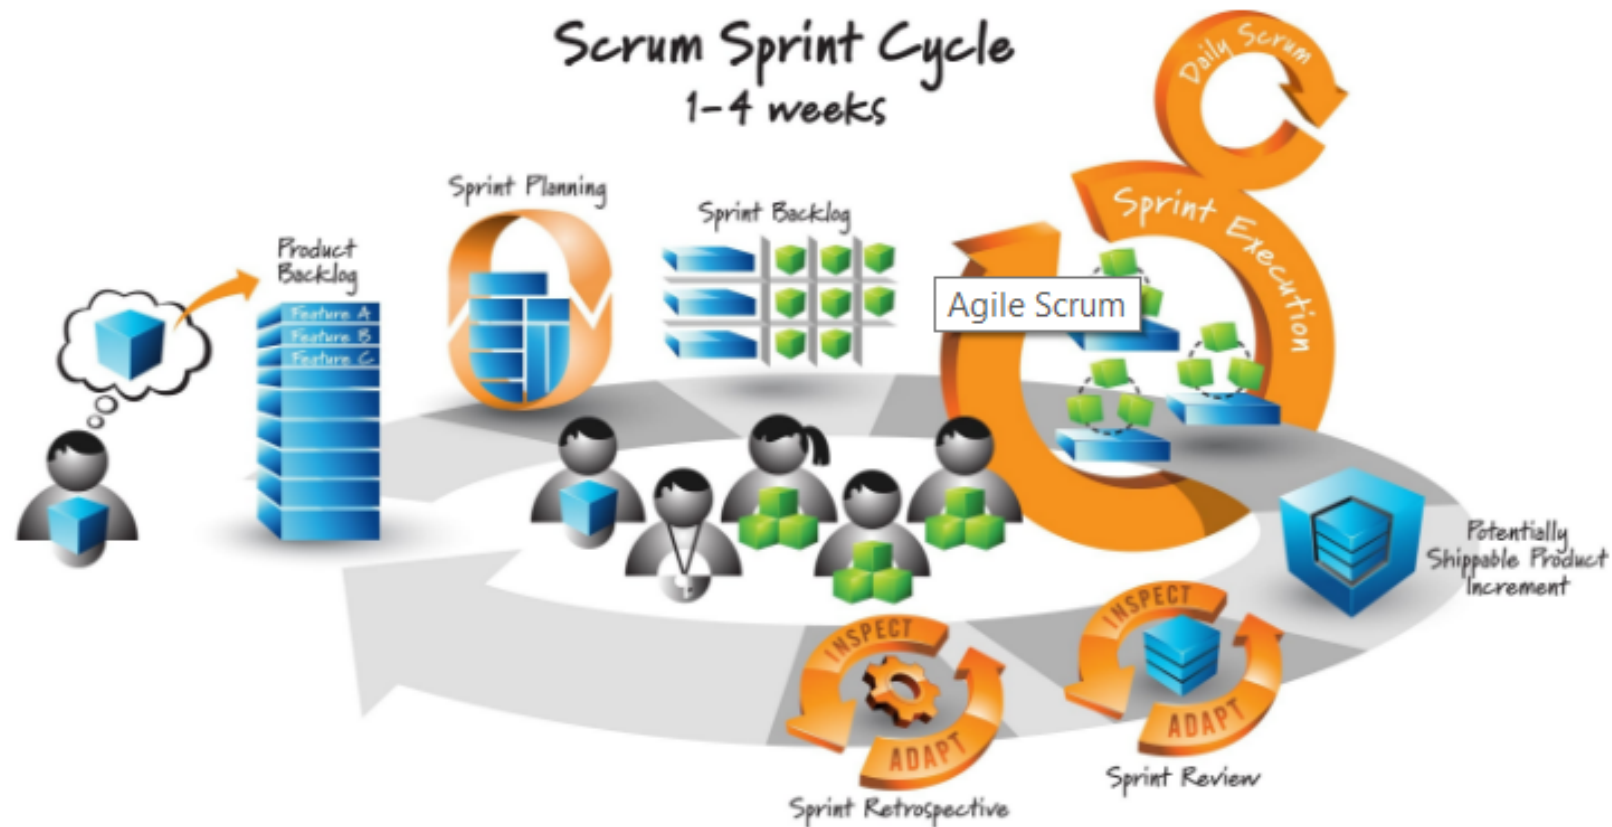 Scrum Sprint Cycle
1-4 weeks
Daily Scrum
Sprint Planning
Sprint Backlog
Product
Backlog
Feature A
Feature B
Feature C
Sprint Execution
Agile Scrum
Potentially
Shippable Product
Increment
INSPECT
ADAPT
Sprint Review
INSPECT
ADAPT
Sprint Retrospective